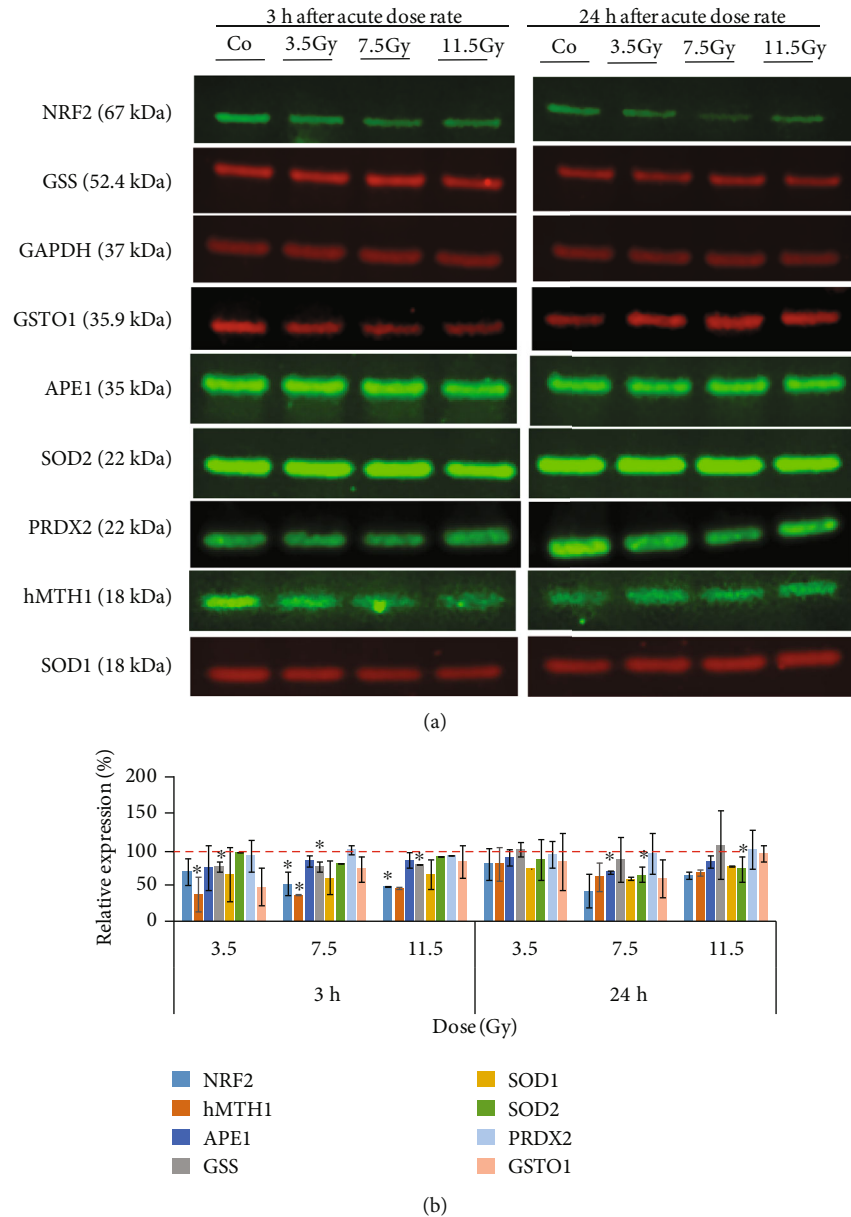 3 h after acute dose rate
24 h after acute dose rate
Co 3.5Gy 7.5Gy 11.5Gy
Co 3.5Gy 7.5Gy 11.5Gy
NRF2 (67 kDa)
GSS (52.4 kDa)
GAPDH (37 kDa)
GSTO1 (35.9 kDa)
APE1 (35 kDa)
SOD2 (22 kDa)
PRDX2 (22 kDa)
hMTH1 (18 kDa)
SOD1 (18 kDa)
(a)
Relative expression (%)
200
150
100
50
0
* * * * * * * * * *
3.5 7.5 11.5 3.5 7.5 11.5
3 h 24 h
Dose (Gy)
NRF2
hMTH1
APE1
GSS
SOD1
SOD2
PRDX2
GSTO1
(b)